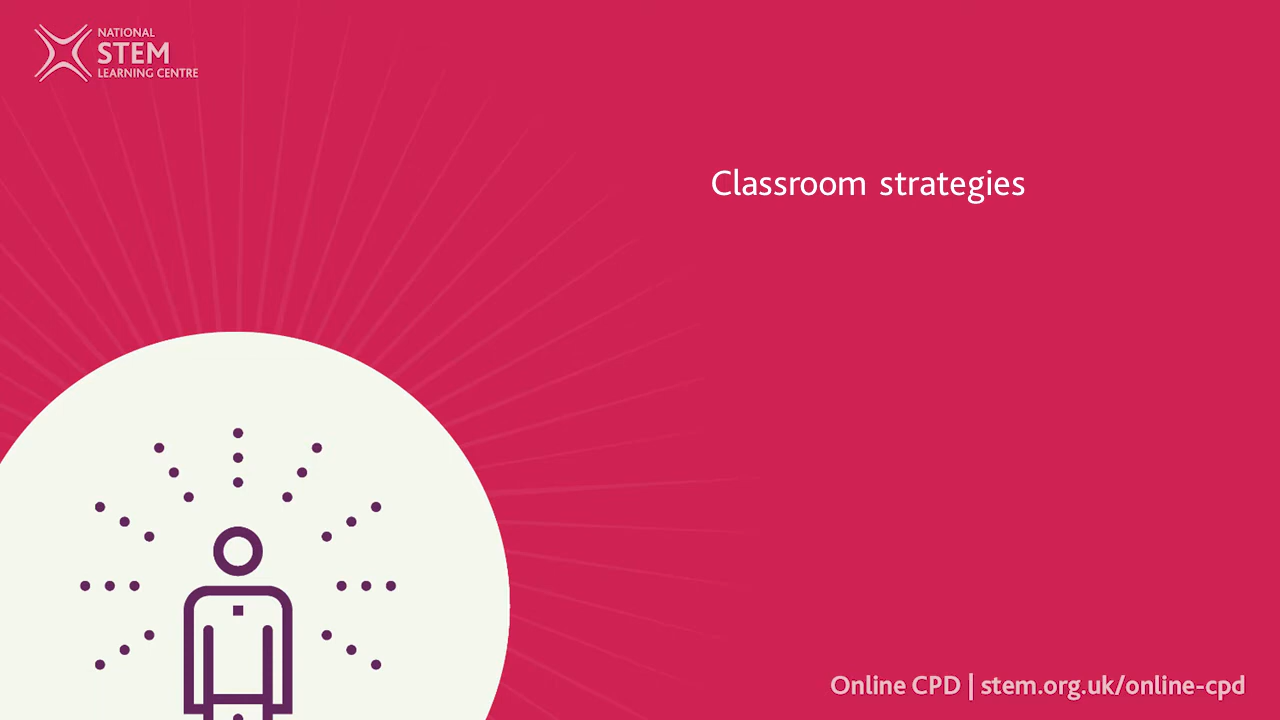 NATIONAL
STEM
LEARNING CENTRE
Classroom strategies
Online CPD | stem.org.uk/online-cpd